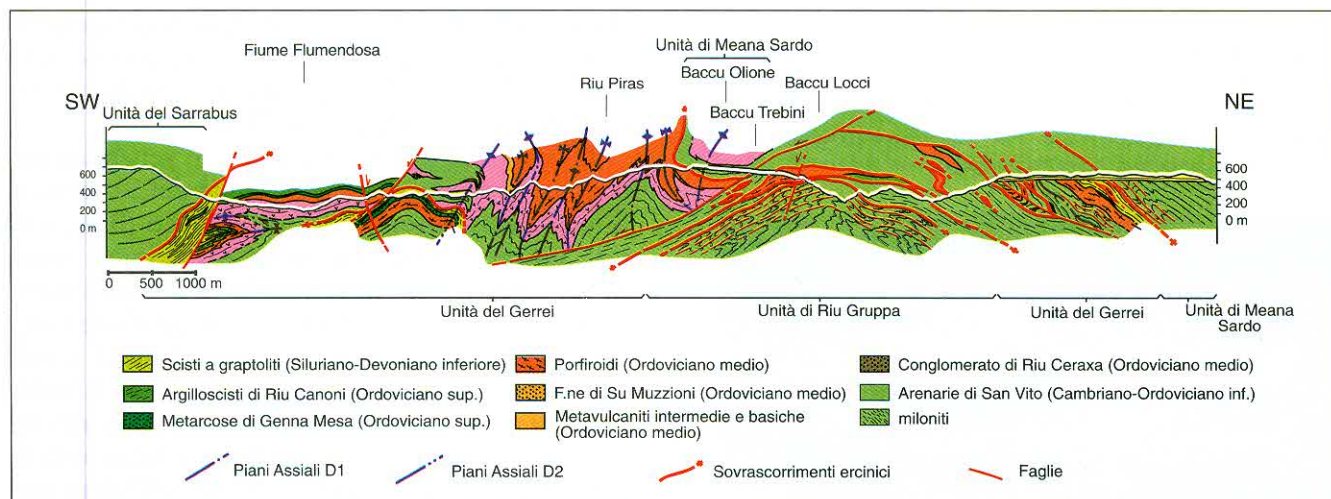 Fiume Flumendosa
Unità di Meana Sardo
Riu Piras
Baccu Olione
Baccu Locci
SW
NE
Unità del Sarrabus
Baccu Trebini
600
400
200
0 m
600
400
200
0 m
0 500 1000 m
Unità del Gerrei
Unità di Riu Gruppa
Unità del Gerrei
Unità di Meana
Sardo
Scisti a graptoliti (Siluriano-Devoniano inferiore)
Argilloscisti di Riu Canoni (Ordoviciano sup.)
Metarcose di Genna Mesa (Ordoviciano sup.)
Porfiroidi (Ordoviciano medio)
F.ne di Su Muzzioni (Ordoviciano medio)
Metavulcaniti intermedie e basiche
(Ordoviciano medio)
Conglomerato di Riu Ceraxa (Ordoviciano medio)
Arenarie di San Vito (Cambriano-Ordoviciano inf.)
miloniti
Piani Assiali D1
Piani Assiali D2
Sovrascorrimenti ercinici
Faglie